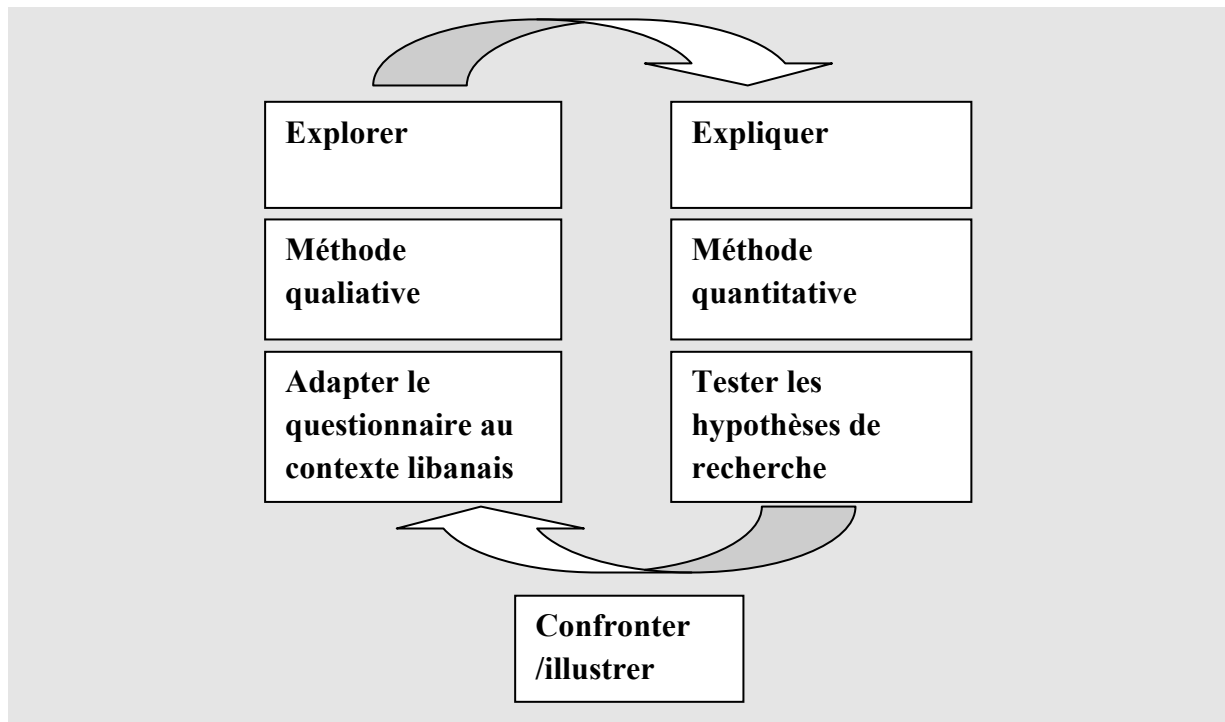 Explorer
Expliquer
Méthode
qualiative
Méthode
quantitative
Adapter le
questionnaire au
contexte libanais
Tester les
hypothèses de
recherche
Confronter
/illustrer